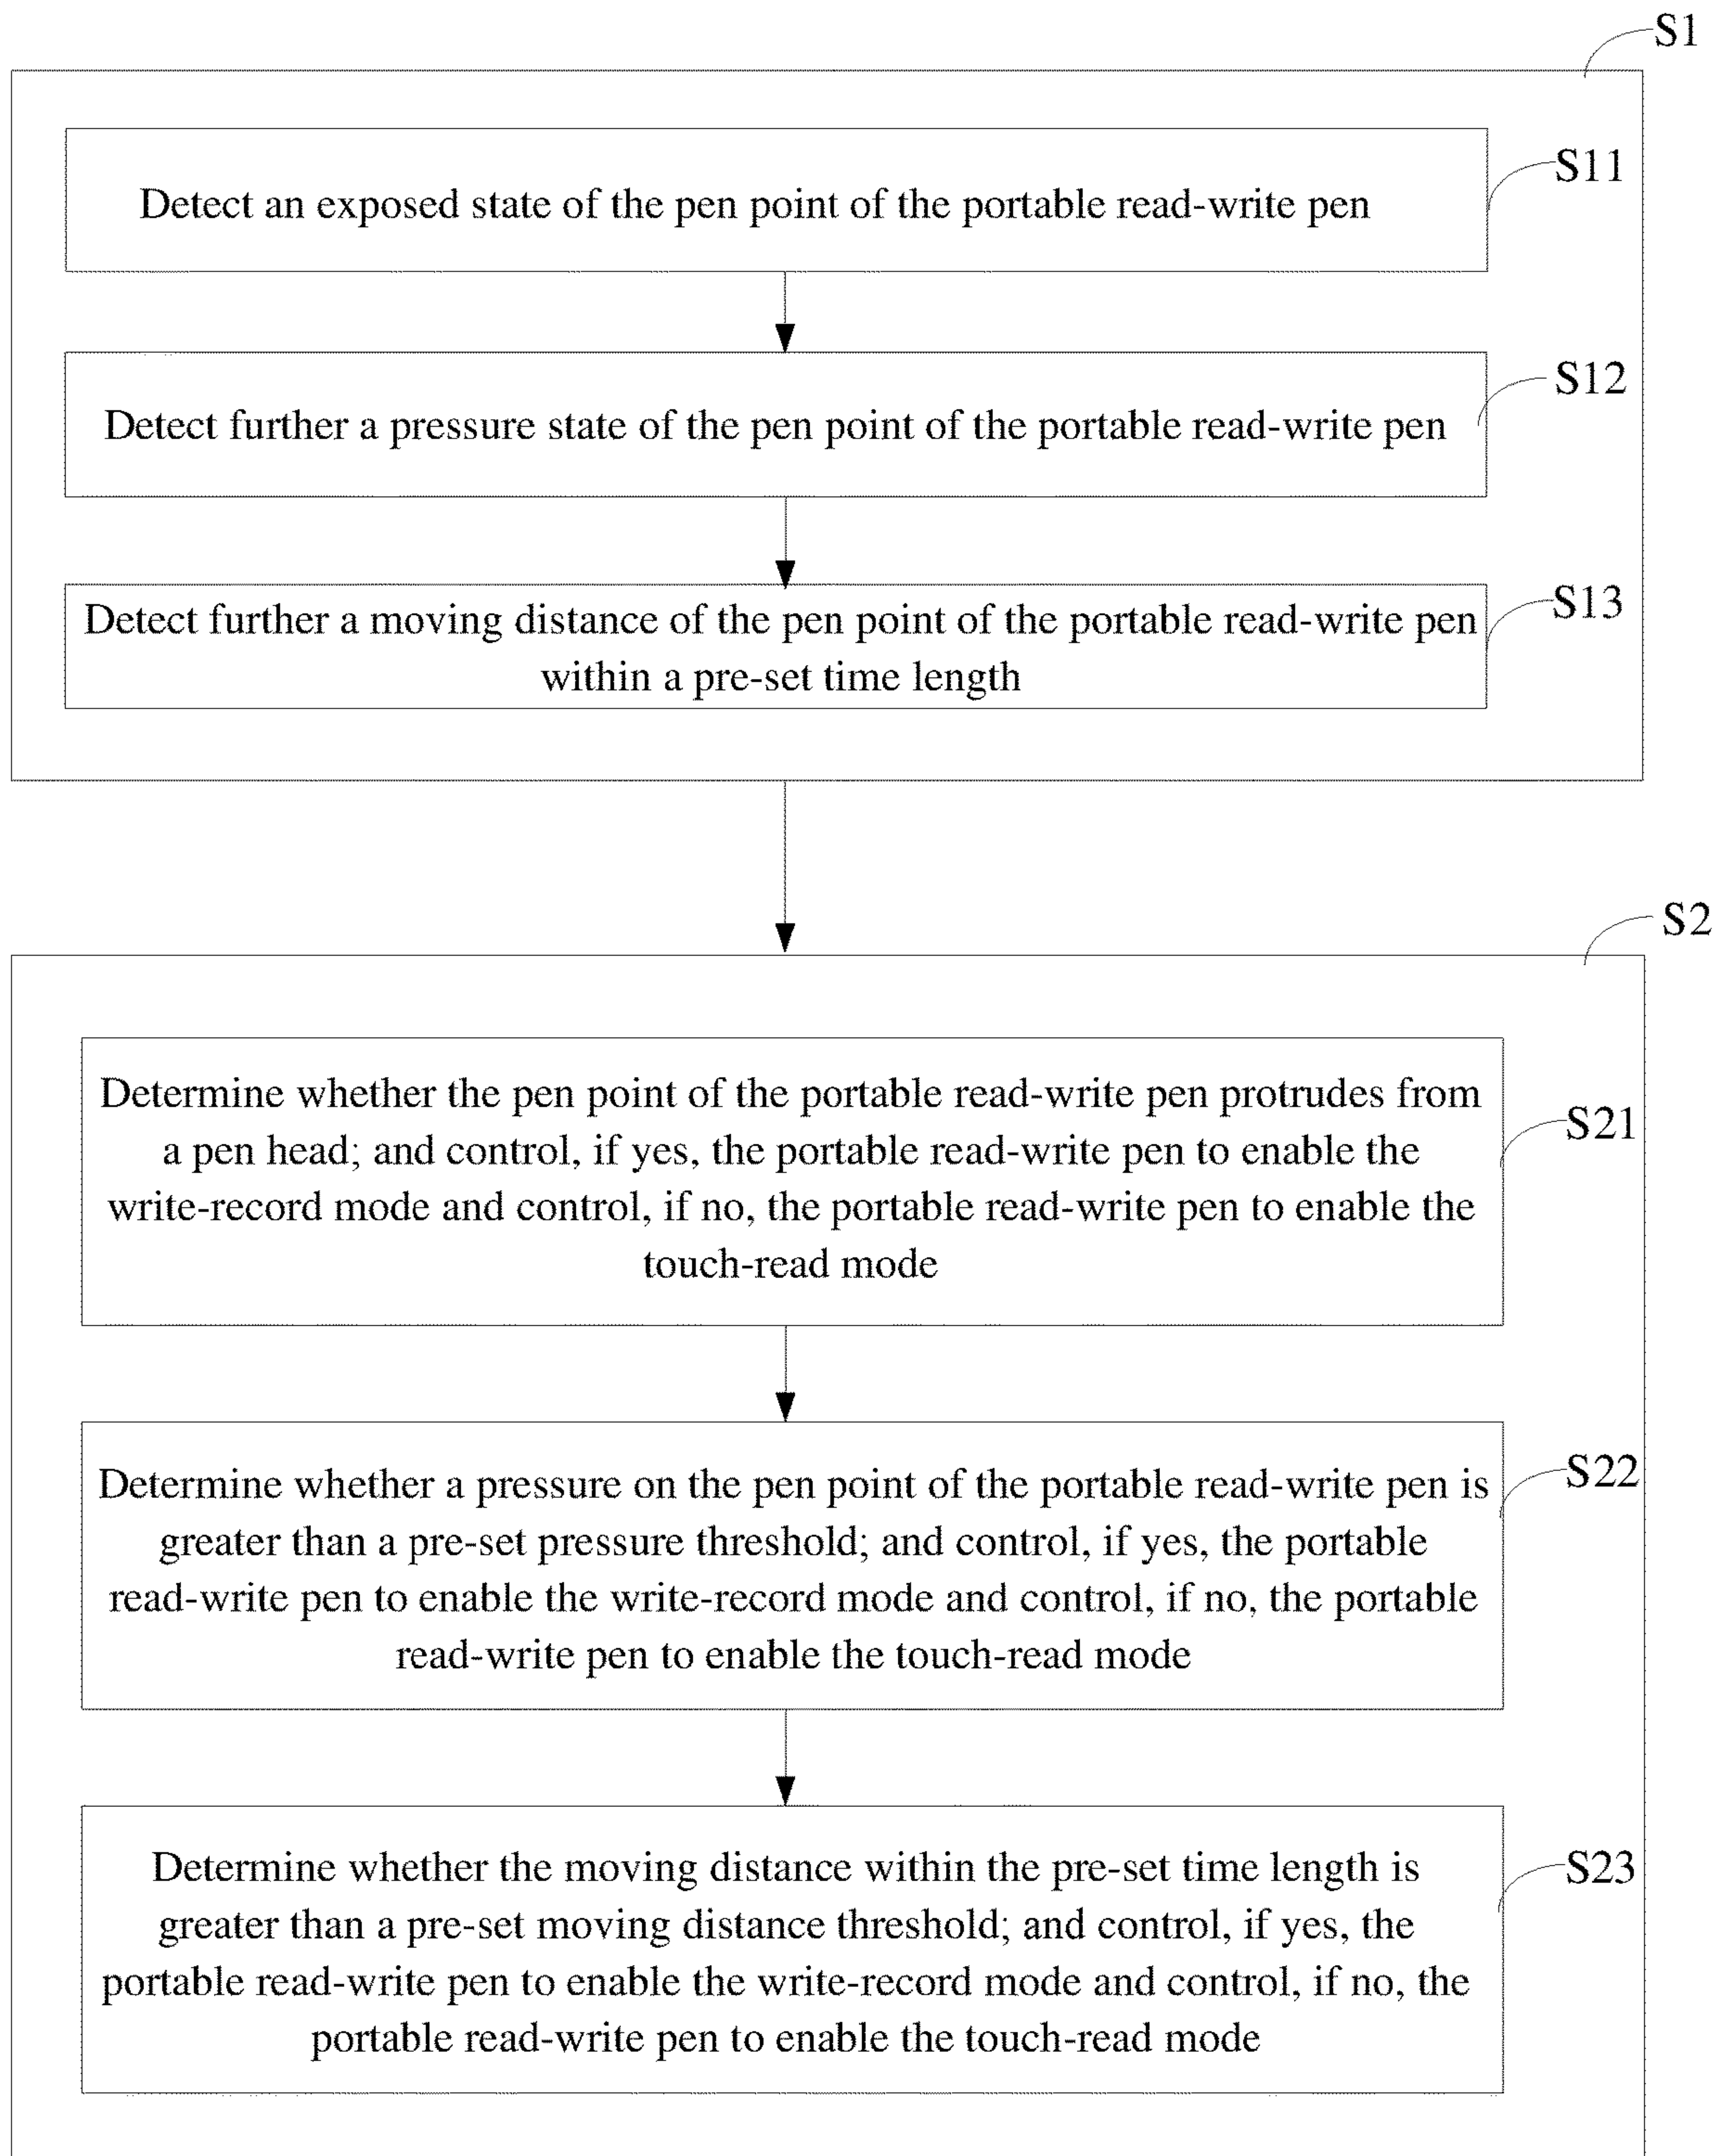 S1
Detect an exposed state of the pen point of the portable read-write pen
S11
Detect further a pressure state of the pen point of the portable read-write pen
S12
Detect further a moving distance of the pen point of the portable read-write pen
within a pre-set time length
S13
S2
Determine whether the pen point of the portable read-write pen protrudes from
a pen head; and control, if yes, the portable read-write pen to enable the
write-record mode and control, if no, the portable read-write pen to enable the
touch-read mode
S21
Determine whether a pressure on the pen point of the portable read-write pen is
greater than a pre-set pressure threshold; and control, if yes, the portable
read-write pen to enable the write-record mode and control, if no, the portable
read-write pen to enable the touch-read mode
S22
Determine whether the moving distance within the pre-set time length is
greater than a pre-set moving distance threshold; and control, if yes, the
portable read-write pen to enable the write-record mode and control, if no, the
portable read-write pen to enable the touch-read mode
S23